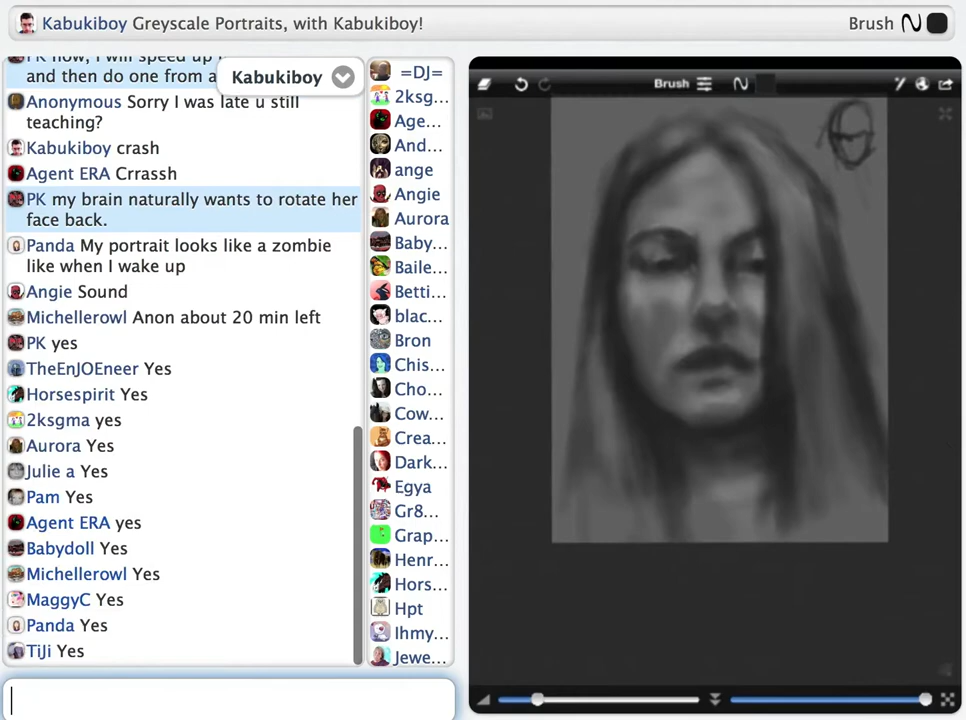 Kabukiboy Greyscale Portraits, with Kabukiboy!
Brush
PK now, I will speed up
and then do one from a
Kabukiboy
Anonymous Sorry I was late u still
teaching?
Kabukiboy crash
Agent ERA Crrassh
PK my brain naturally wants to rotate her
face back.
Panda My portrait looks like a zombie
like when I wake up
Angie Sound
Michellerowl Anon about 20 min left
PK yes
TheEnJOEneer Yes
Horsespirit Yes
2ksgma yes
Aurora Yes
Julie a Yes
Pam Yes
Agent ERA yes
Babydoll Yes
Michellerowl Yes
MaggyC Yes
Panda Yes
TiJi Yes
=DJ=
2ksg...
Age...
And...
ange
Angie
Aurora
Baby...
Baile...
Betti...
blac...
Bron
Chis...
Cho...
Cow...
Crea...
Dark...
Egya
Gr8...
Grap...
Henr...
Hors...
Hpt
Ihmy...
Jewe...
Brush